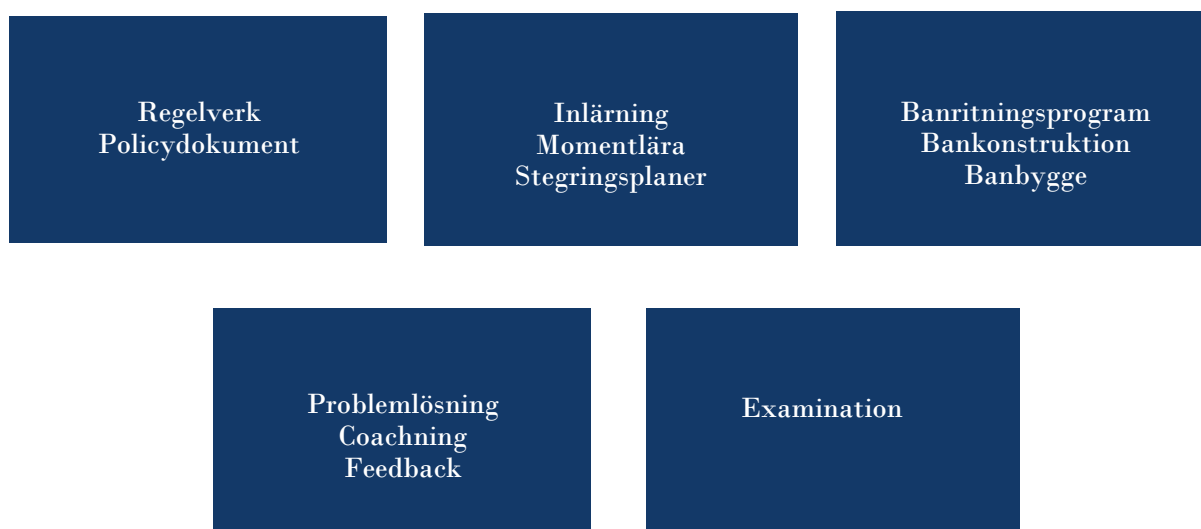 Regelverk
Policydokument
Inlärning
Momentlära
Stegringsplaner
Banritningsprogram
Bankonstruktion
Banbygge
Problemlösning
Coachning
Feedback
Examination